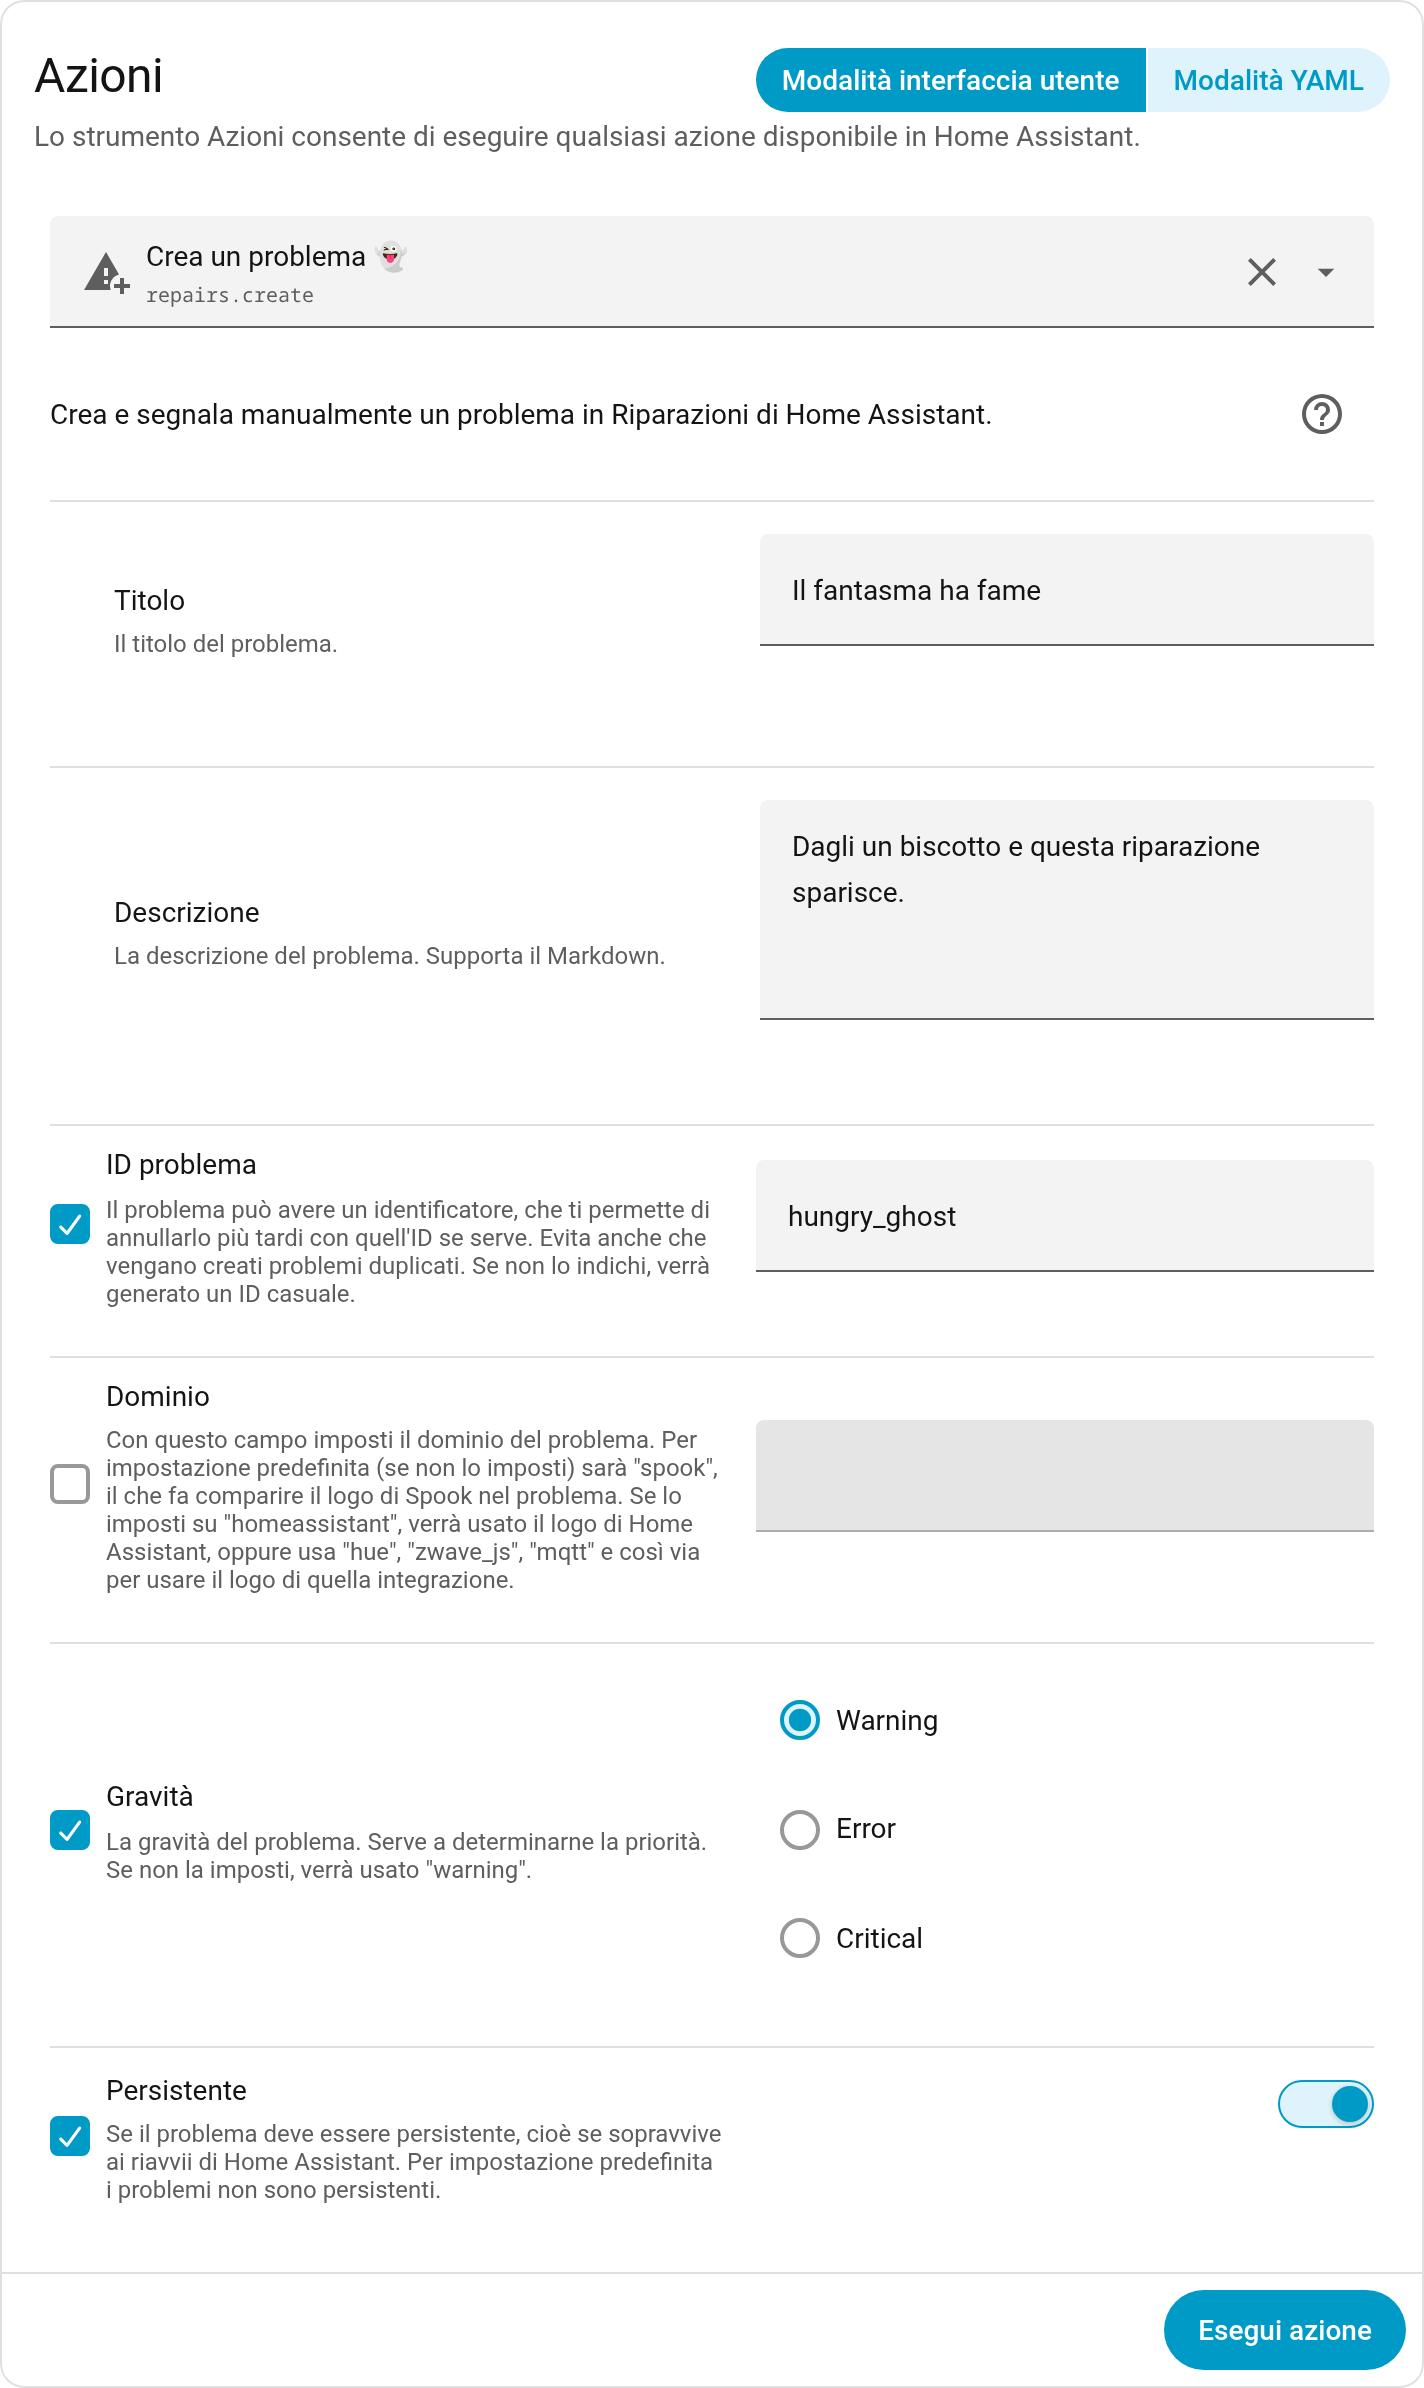 Azioni
Modalità interfaccia utente
Modalità YAML
Lo strumento Azioni consente di eseguire qualsiasi azione disponibile in Home Assistant.
Crea un problema 👻
repairs.create
Crea e segnala manualmente un problema in Riparazioni di Home Assistant.
Titolo
Il titolo del problema.
Il fantasma ha fame
Descrizione
La descrizione del problema. Supporta il Markdown.
Dagli un biscotto e questa riparazione
sparisce.
ID problema
Il problema può avere un identificatore, che ti permette di
annullarlo più tardi con quell'ID se serve. Evita anche che
vengano creati problemi duplicati. Se non lo indichi, verrà
generato un ID casuale.
hungry_ghost
Dominio
Con questo campo imposti il dominio del problema. Per
impostazione predefinita (se non lo imposti) sarà "spook",
il che fa comparire il logo di Spook nel problema. Se lo
imposti su "homeassistant", verrà usato il logo di Home
Assistant, oppure usa "hue", "zwave_js", "mqtt" e così via
per usare il logo di quella integrazione.
Gravità
La gravità del problema. Serve a determinarne la priorità.
Se non la imposti, verrà usato "warning".
Warning
Error
Critical
Persistente
Se il problema deve essere persistente, cioè se sopravvive
ai riavvii di Home Assistant. Per impostazione predefinita
i problemi non sono persistenti.
Esegui azione